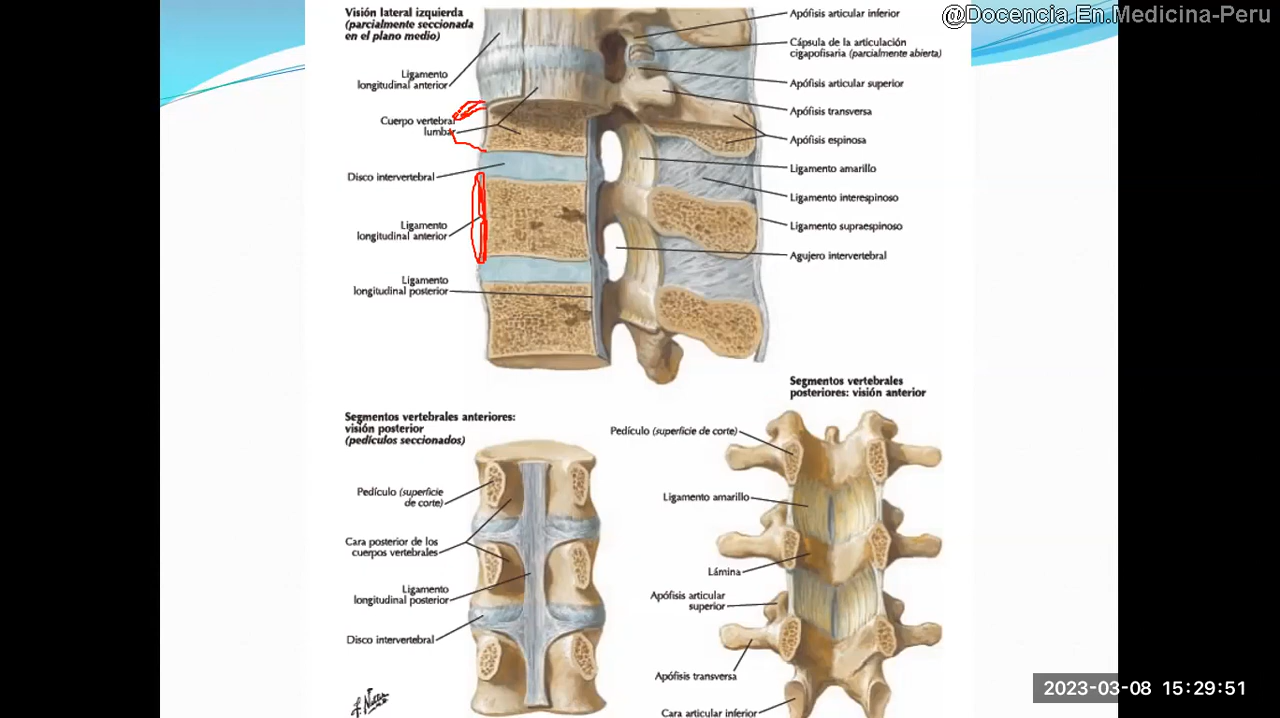 @Docencia.En.Medicina-Peru
Visión lateral izquierda
(parcialmente seccionada
en el plano medio)
Ligamento
longitudinal anterior
Cuerpo vertebral
lumbar
Disco intervertebral
Ligamento
longitudinal anterior
Ligamento
longitudinal posterior
Apófisis articular inferior
Cápsula de la articulación
cigapofisaria (parcialmente abierta)
Apófisis articular superior
Apófisis transversa
Apófisis espinosa
Ligamento amarillo
Ligamento interespinoso
Ligamento supraespinoso
Agujero intervertebral
Segmentos vertebrales anteriores:
visión posterior
(pedículos seccionados)
Pedículo (superficie
de corte)
Cara posterior de los
cuerpos vertebrales
Ligamento
longitudinal posterior
Disco intervertebral
Segmentos vertebrales
posteriores: visión anterior
Pedículo (superficie de corte)
Ligamento amarillo
Lámina
Apófisis articular
superior
Apófisis transversa
Cara articular inferior
2023-03-08 15:29:51